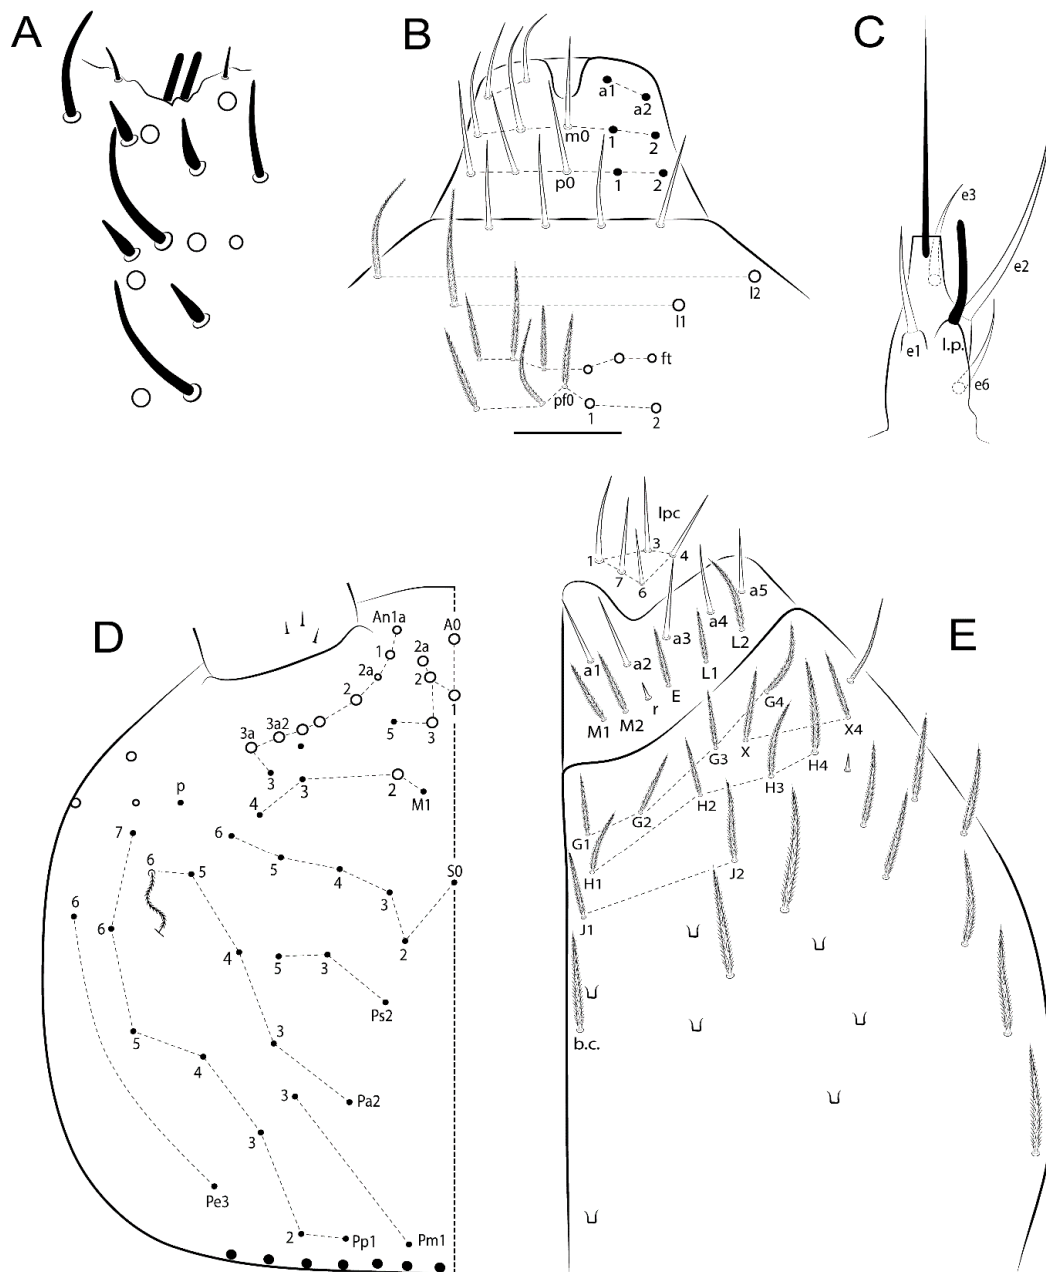 A
B
a1
a2
m0
1
2
p0
1
2
l2
l1
ft
pf0
1
2
C
e3
e2
e1
l.p.
e6
D
An1a
A0
1
2a
2a
2
2
1
3a2
3a
5
3
3
3
2
M1
4
p
7
6
5
S0
6
5
4
3
6
6
2
4
5
3
Ps2
5
4
3
Pa2
3
3
Pe3
2
Pp1
Pm1
E
lpc
1
3
4
7
6
a5
a4
a3
L2
a1
a2
L1
E
r
M1
M2
G4
X
X4
G3
H4
H3
H2
G2
G1
H1
J2
J1
b.c.